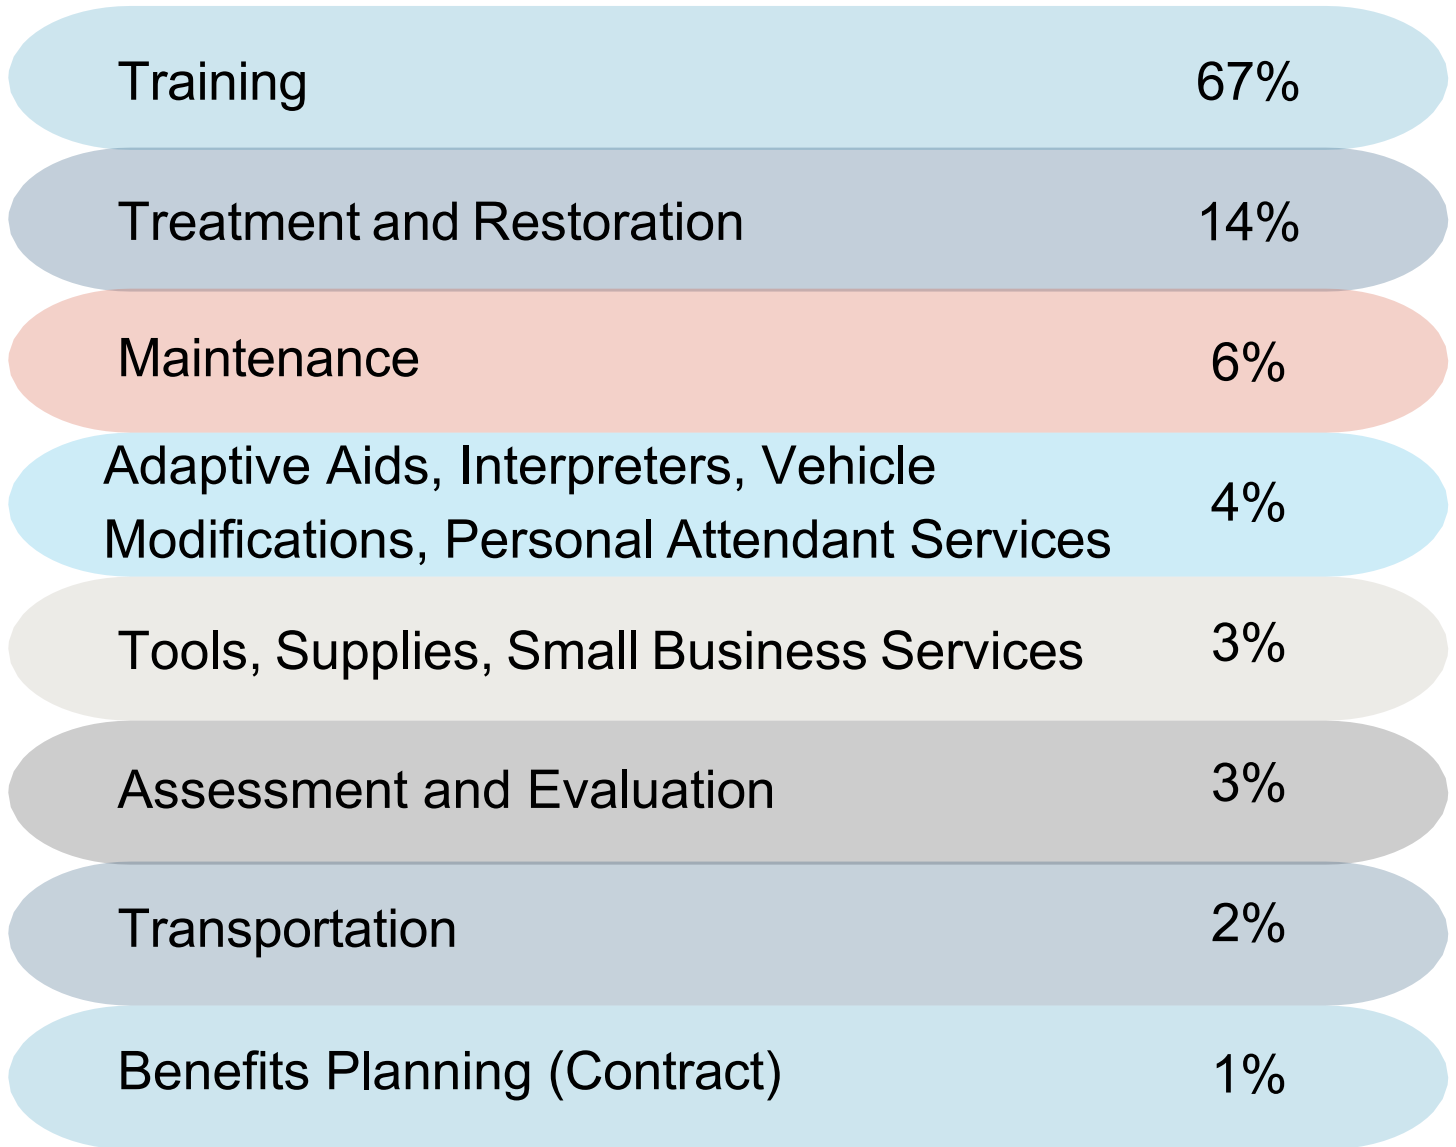 Training 67%
Treatment and Restoration 14%
Maintenance 6%
Adaptive Aids, Interpreters, Vehicle
Modifications, Personal Attendant Services 4%
Tools, Supplies, Small Business Services 3%
Assessment and Evaluation 3%
Transportation 2%
Benefits Planning (Contract) 1%